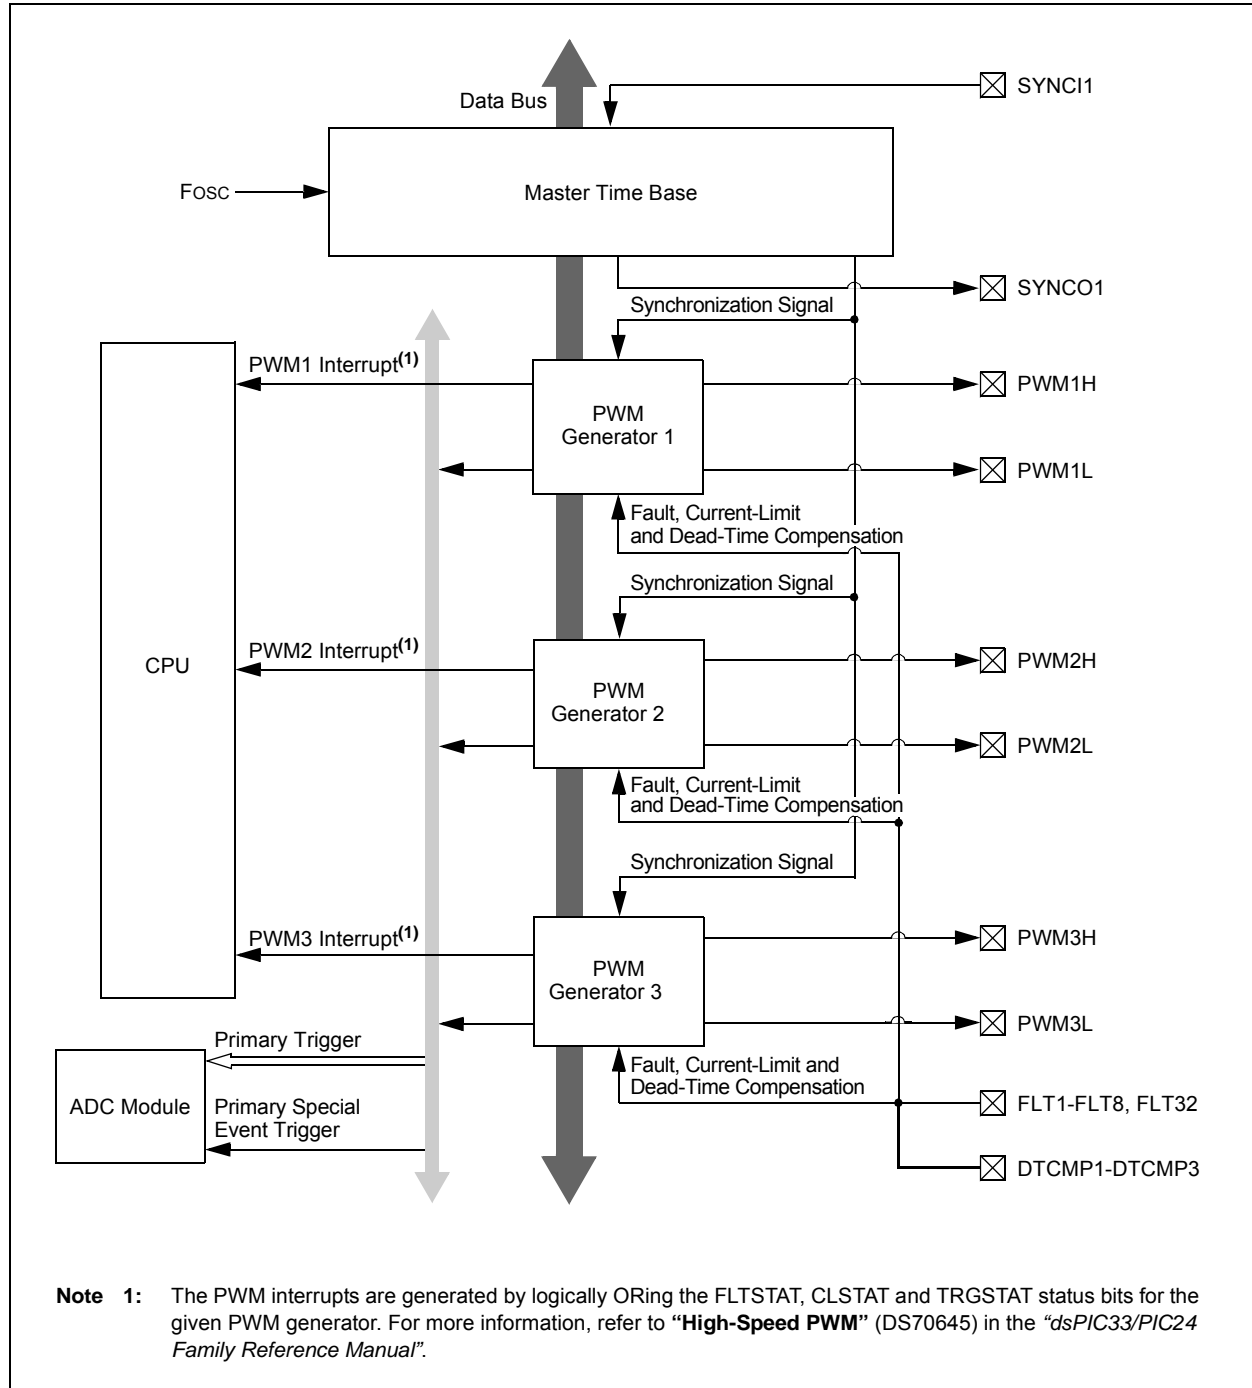 Data Bus
SYNCI1
FOSC
Master Time Base
SYNCO1
Synchronization Signal
PWM1 Interrupt(1)
PWM
Generator 1
PWM1H
PWM1L
Fault, Current-Limit
and Dead-Time Compensation
Synchronization Signal
CPU
PWM2 Interrupt(1)
PWM
Generator 2
PWM2H
PWM2L
Fault, Current-Limit
and Dead-Time Compensation
Synchronization Signal
PWM3 Interrupt(1)
PWM
Generator 3
PWM3H
PWM3L
Primary Trigger
Fault, Current-Limit and
Dead-Time Compensation
ADC Module
Primary Special
Event Trigger
FLT1-FLT8, FLT32
DTCMP1-DTCMP3
Note 1: The PWM interrupts are generated by logically ORing the FLTSTAT, CLSTAT and TRGSTAT status bits for the
given PWM generator. For more information, refer to “High-Speed PWM” (DS70645) in the “dsPIC33/PIC24
Family Reference Manual”.